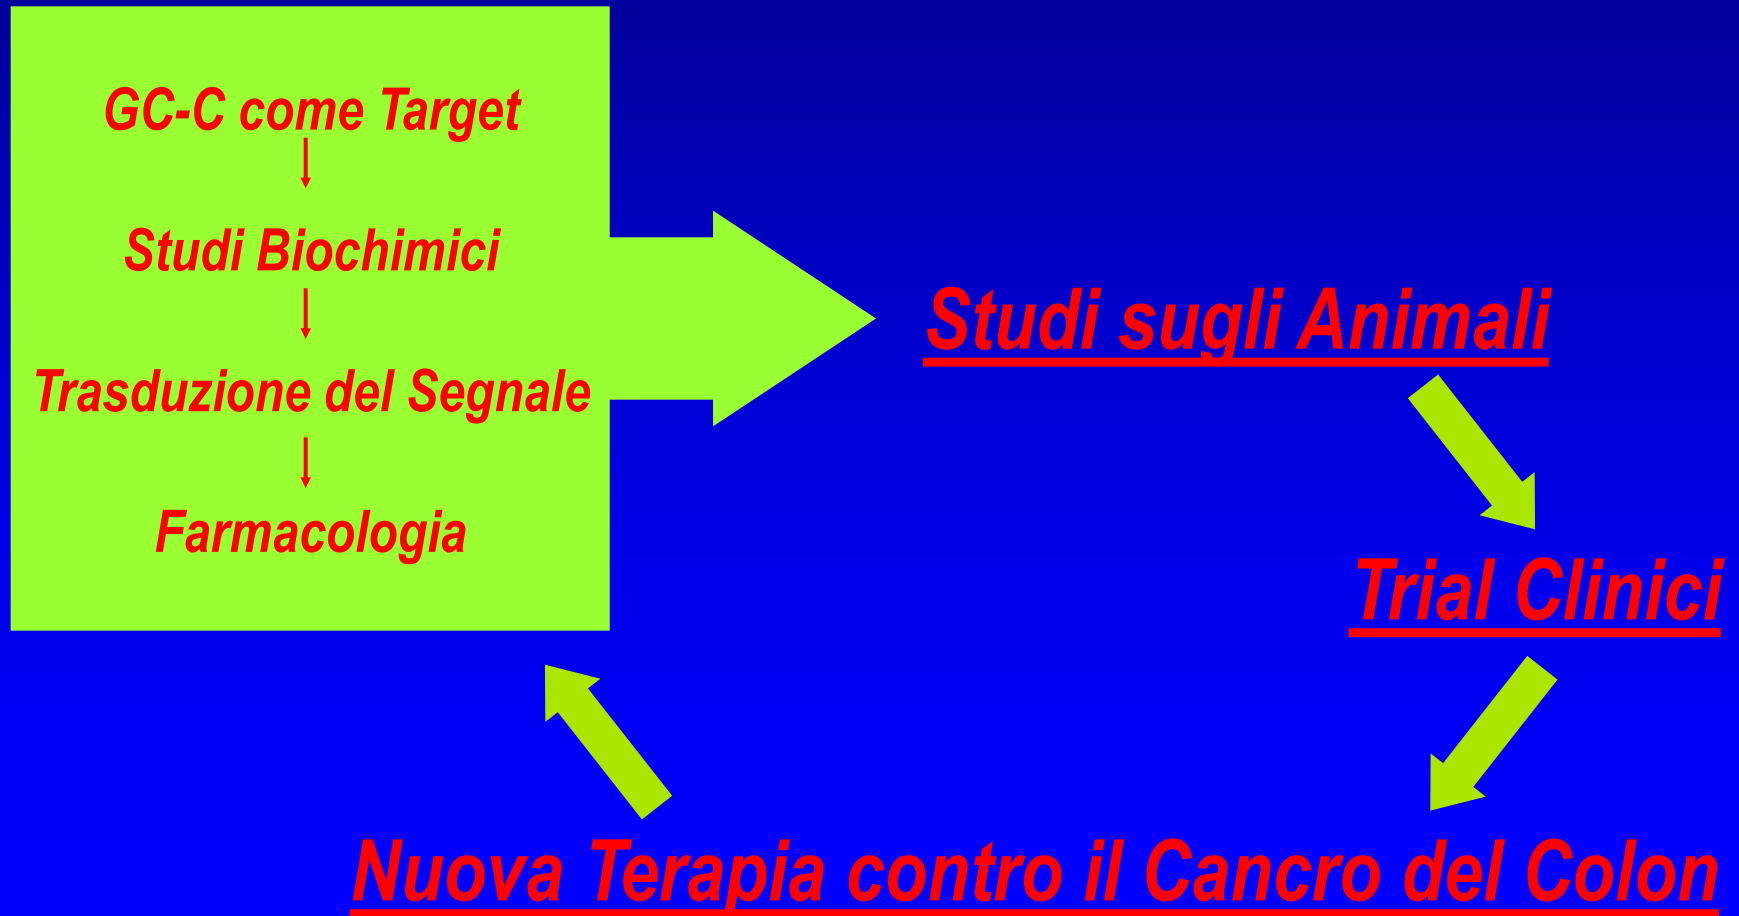 GC-C come Target
Studi Biochimici
Trasduzione del Segnale
Farmacologia
Studi sugli Animali
Trial Clinici
Nuova Terapia contro il Cancro del Colon